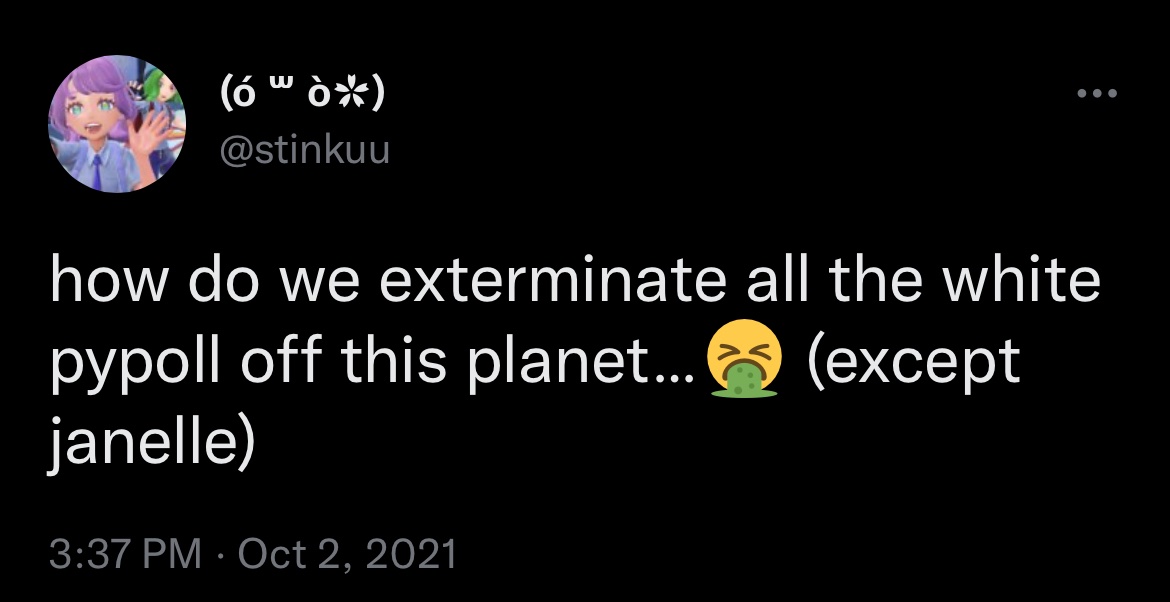 (ó ꒳ ò✿)
@stinkuu
how do we exterminate all the white
pypoll off this planet...🤮 (except
janelle)
3:37 PM · Oct 2, 2021